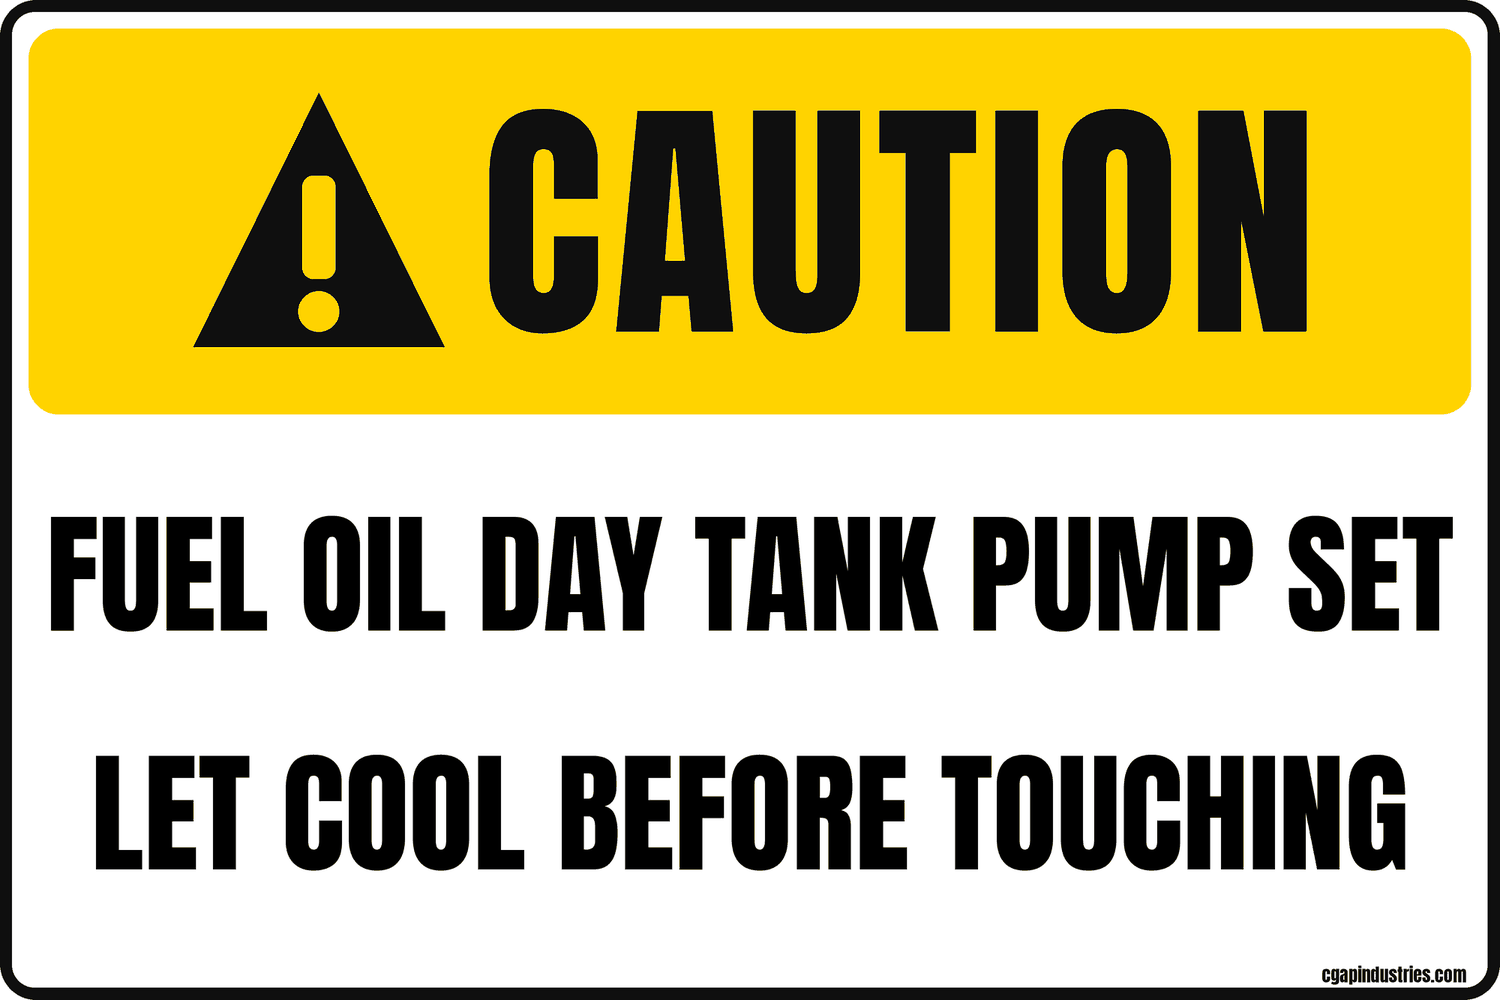 CAUTION
FUEL OIL DAY TANK PUMP SET
LET COOL BEFORE TOUCHING
cgapindustries.com